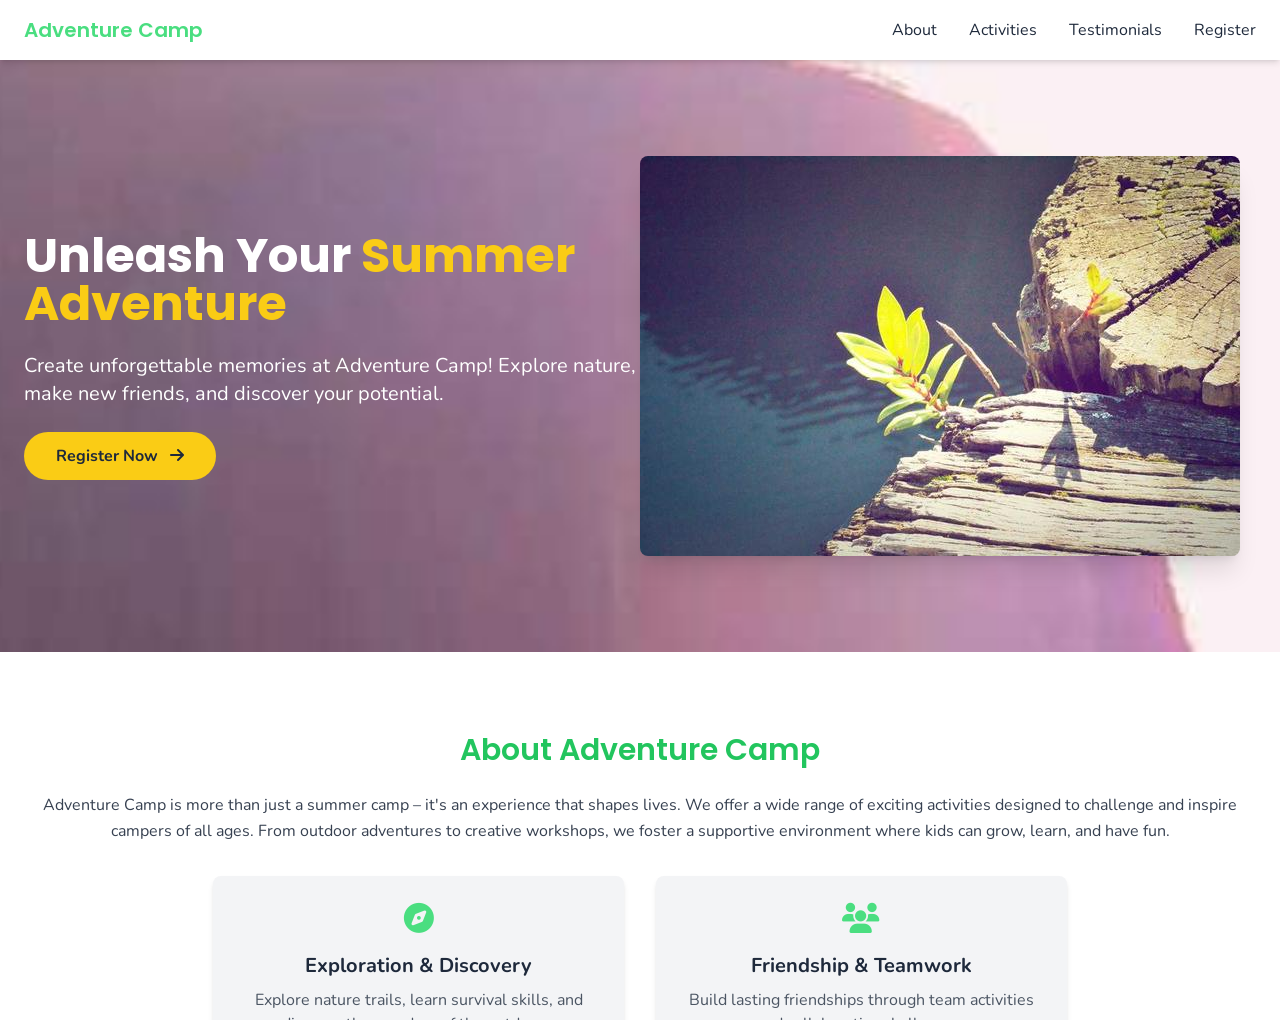 Adventure Camp
About Activities Testimonials Register
Unleash Your Summer
Adventure
Create unforgettable memories at Adventure Camp! Explore nature,
make new friends, and discover your potential.
Register Now
About Adventure Camp
Adventure Camp is more than just a summer camp – it's an experience that shapes lives. We offer a wide range of exciting activities designed to challenge and inspire
campers of all ages. From outdoor adventures to creative workshops, we foster a supportive environment where kids can grow, learn, and have fun.
Exploration & Discovery
Explore nature trails, learn survival skills, and
Friendship & Teamwork
Build lasting friendships through team activities